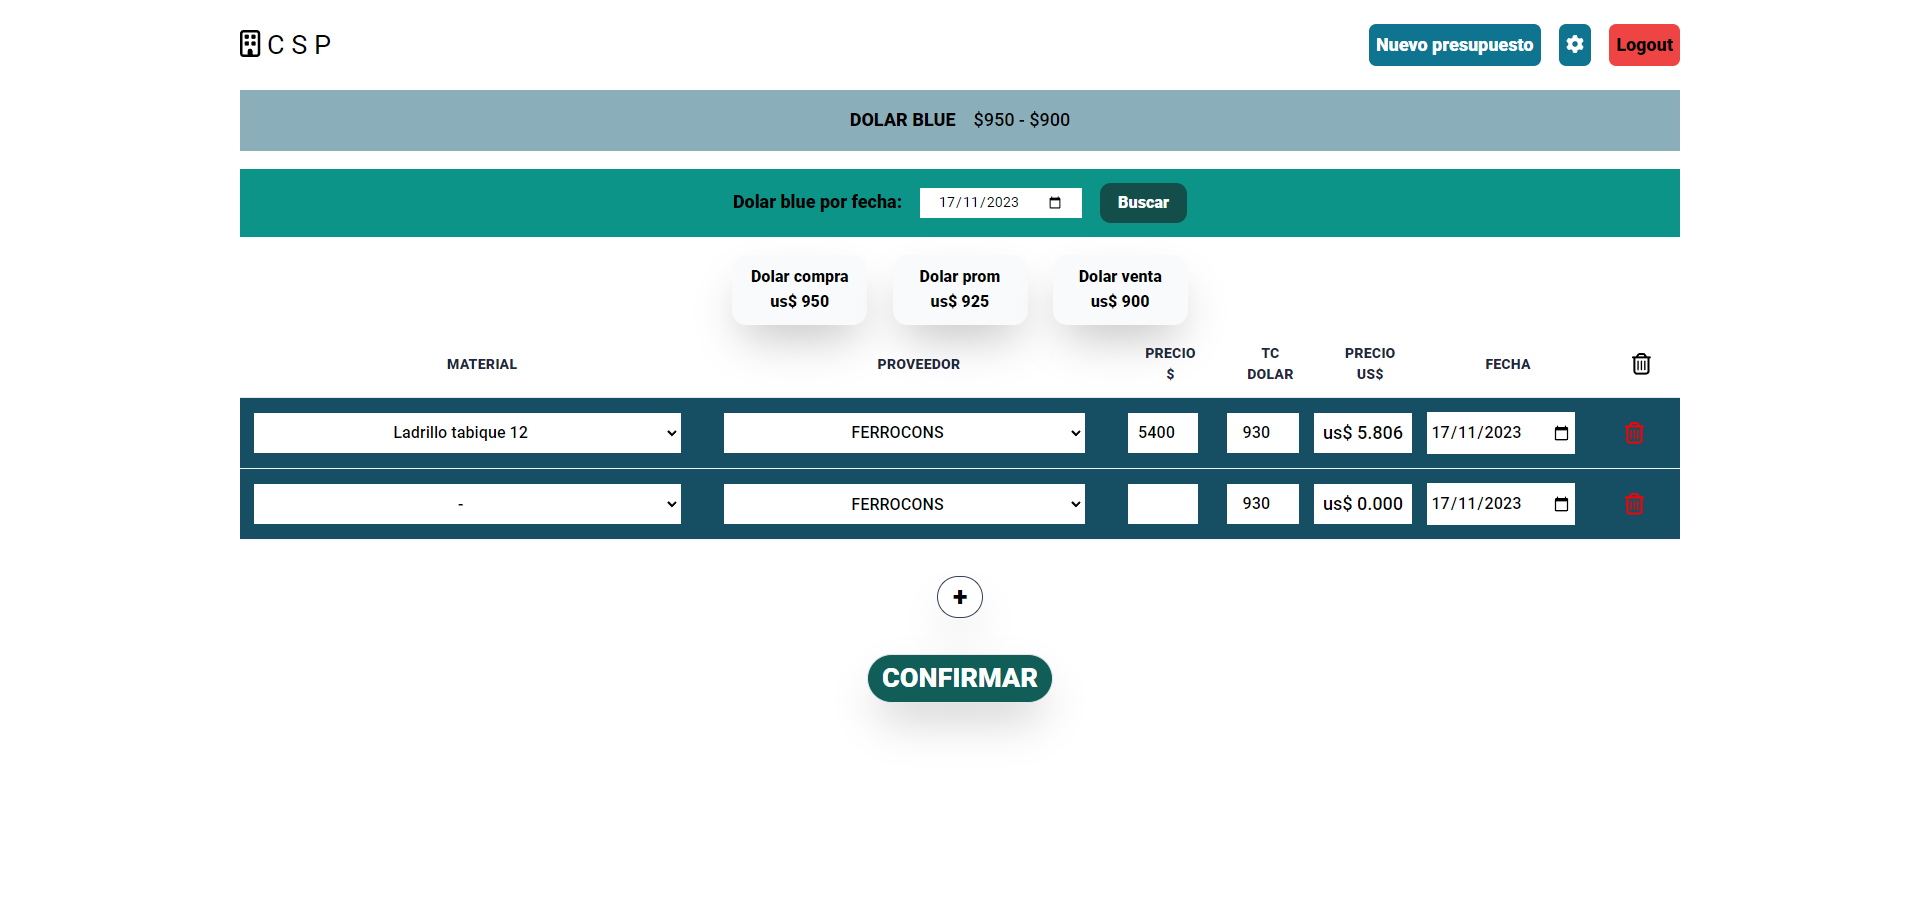 CSP
Nuevo presupuesto
Logout
DOLAR BLUE $950 - $900
Dolar blue por fecha: 17/11/2023 Buscar
Dolar compra
us$ 950
Dolar prom
us$ 925
Dolar venta
us$ 900
MATERIAL
PROVEEDOR
PRECIO
$
TC
DOLAR
PRECIO
US$
FECHA
Ladrillo tabique 12 FERROCONS 5400 930 us$ 5.806 17/11/2023
- FERROCONS 930 us$ 0.000 17/11/2023
+
CONFIRMAR